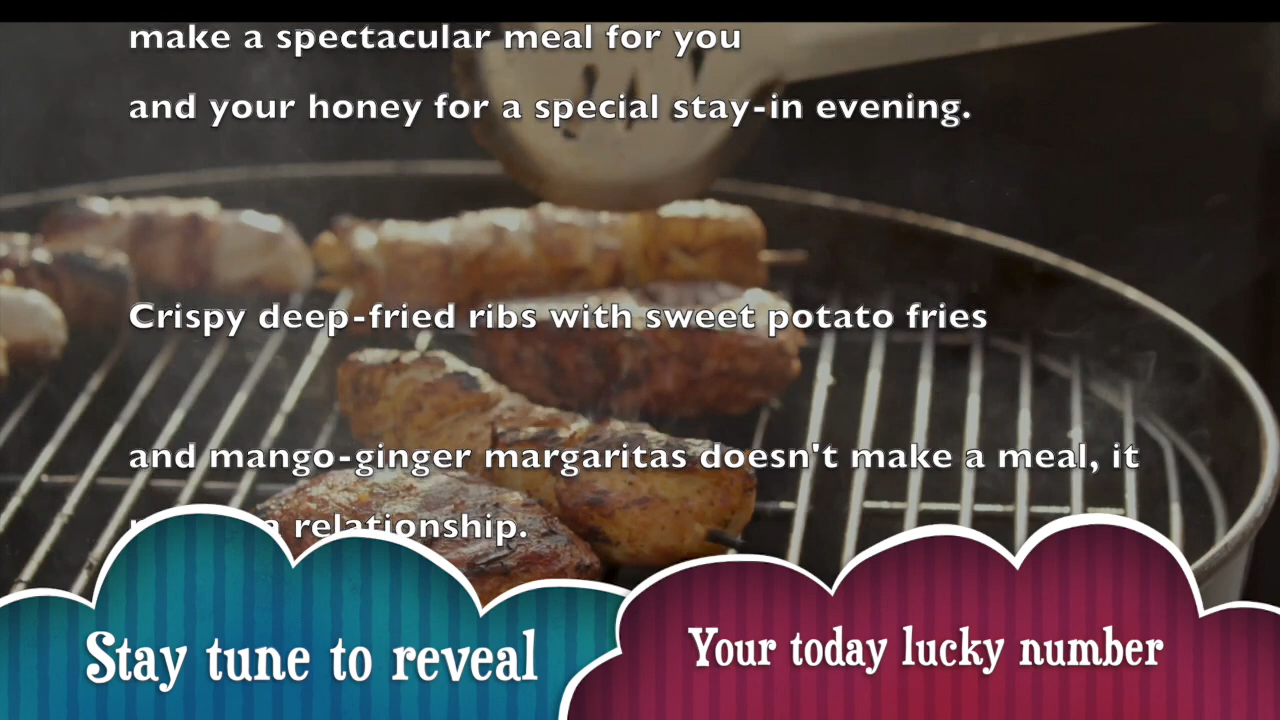 make a spectacular meal for you
and your honey for a special stay-in evening.
Crispy deep-fried ribs with sweet potato fries
and mango-ginger margaritas doesn't make a meal, it
a relationship.
Stay tune to reveal
Your today lucky number